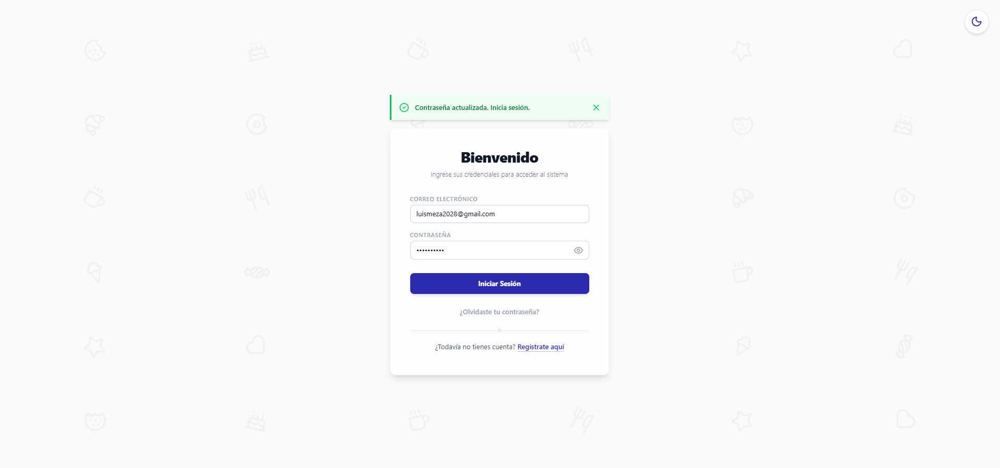 Contraseña actualizada. Inicia sesión.
Bienvenido
Ingrese sus credenciales para acceder al sistema
CORREO ELECTRÓNICO
luismeza2028@gmail.com
CONTRASEÑA
••••••••••
Iniciar Sesión
¿Olvidaste tu contraseña?
¿Todavía no tienes cuenta? Regístrate aquí